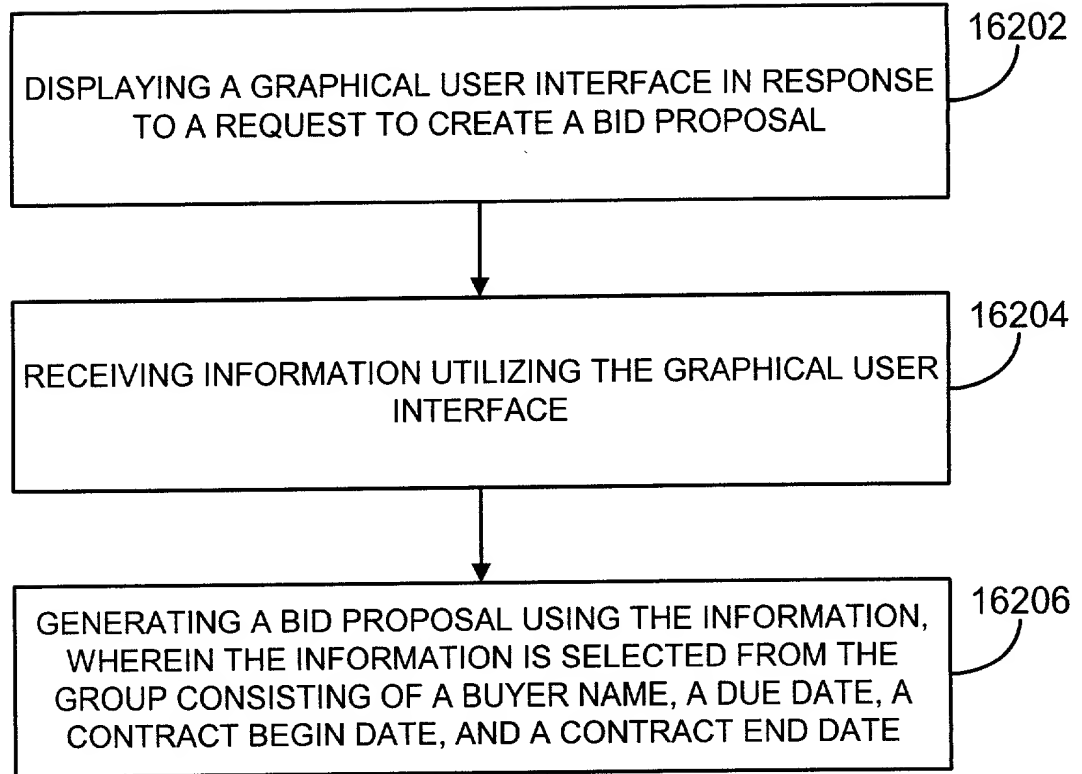 16202
DISPLAYING A GRAPHICAL USER INTERFACE IN RESPONSE
TO A REQUEST TO CREATE A BID PROPOSAL
16204
RECEIVING INFORMATION UTILIZING THE GRAPHICAL USER
INTERFACE
16206
GENERATING A BID PROPOSAL USING THE INFORMATION,
WHEREIN THE INFORMATION IS SELECTED FROM THE
GROUP CONSISTING OF A BUYER NAME, A DUE DATE, A
CONTRACT BEGIN DATE, AND A CONTRACT END DATE